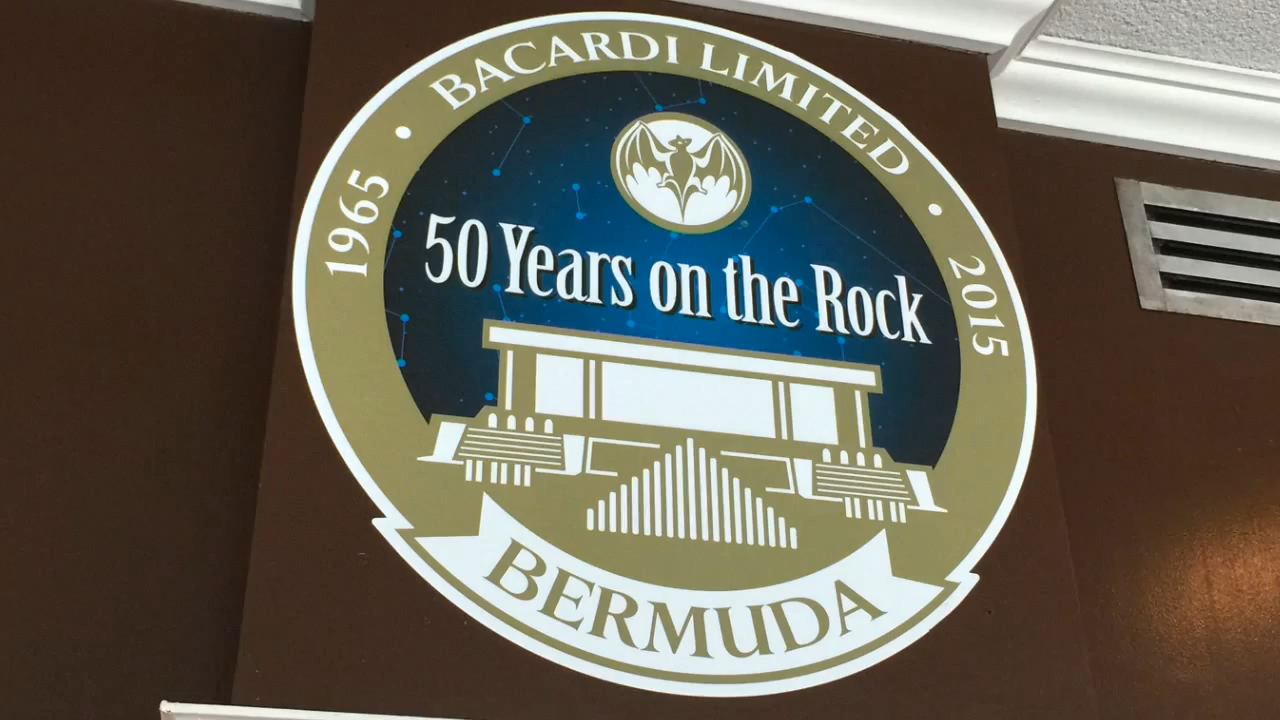 BACARDI LIMITED
1965
2015
50 Years on the Rock
BERMUDA